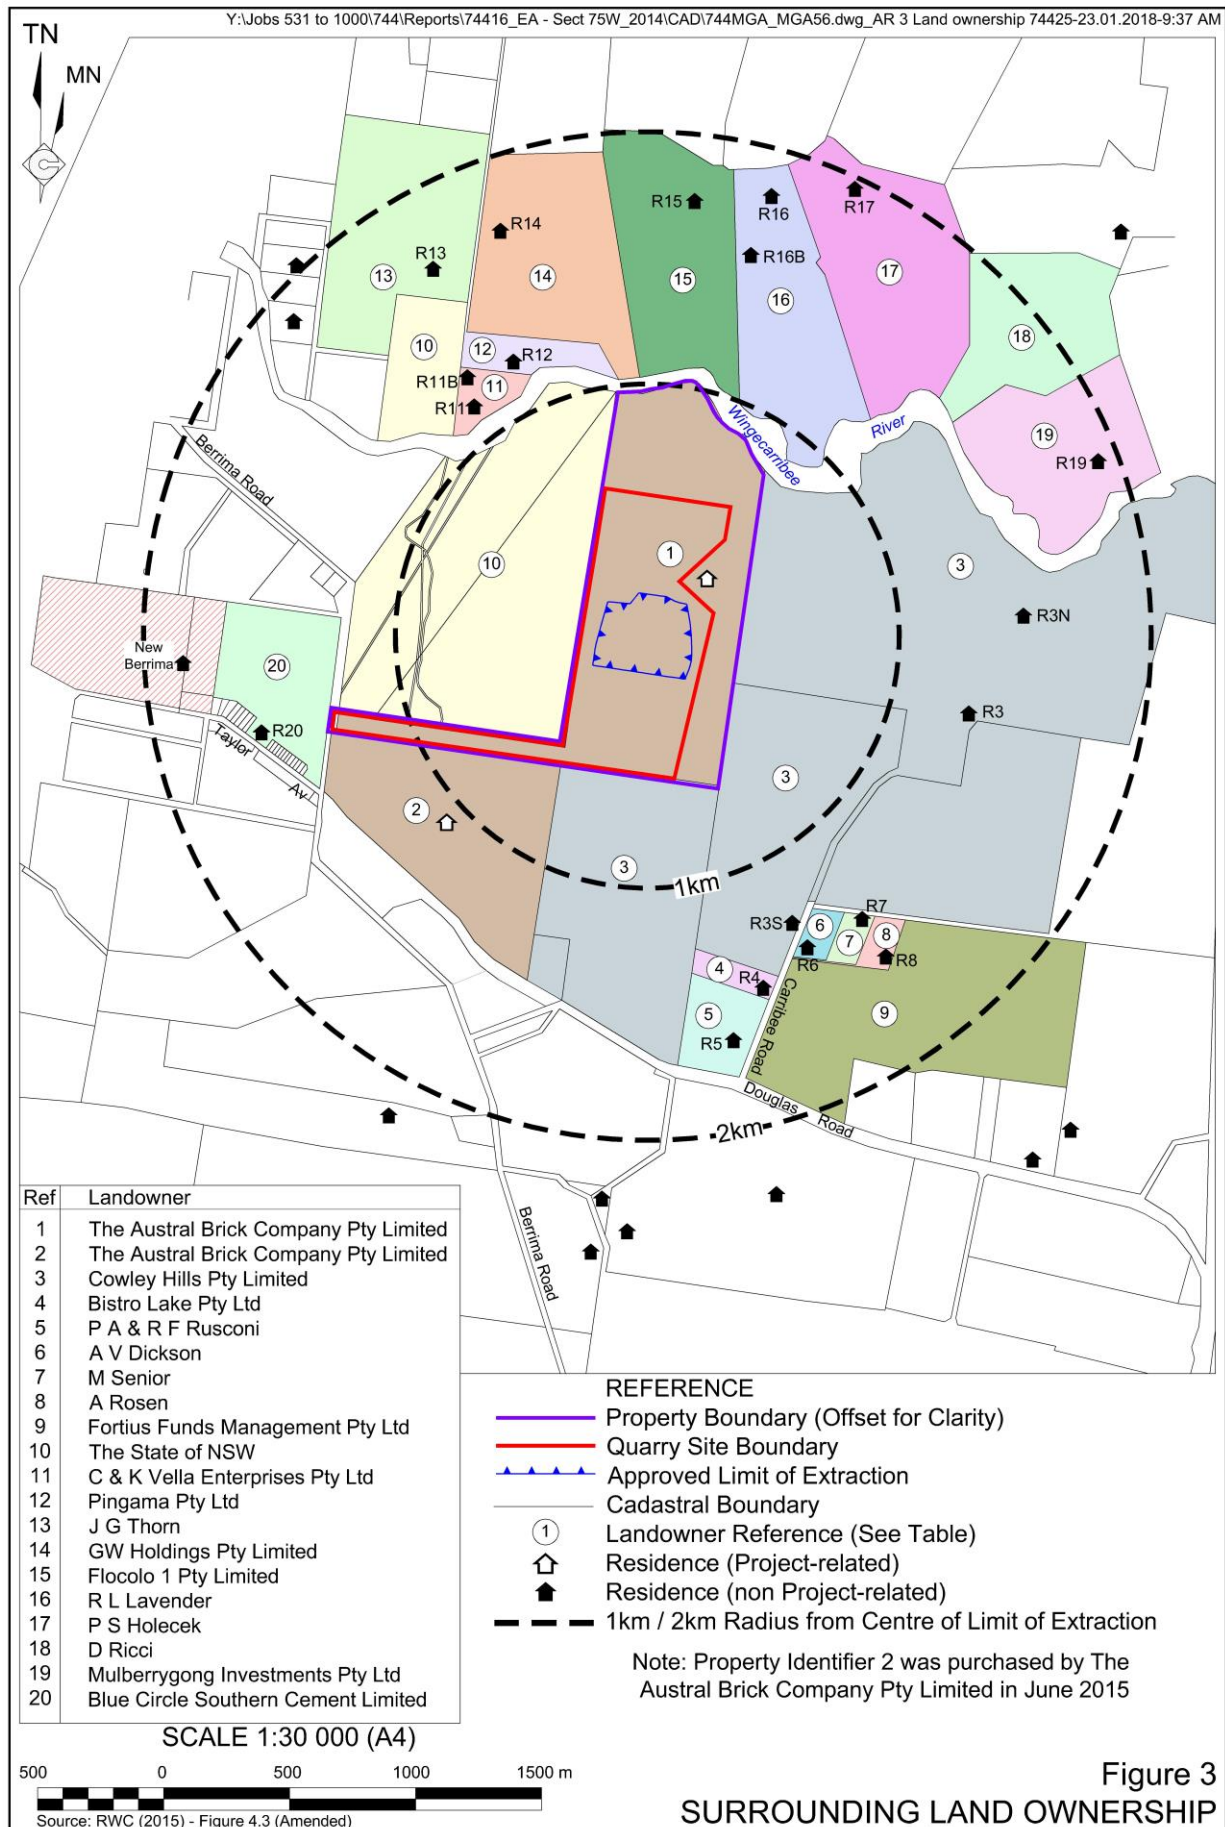 Y:\Jobs 531 to 1000\744\Reports\74416_EA - Sect 75W_2014\CAD\744MGA_MGA56.dwg_AR 3 Land ownership 74425-23.01.2018-9:37 AM
TN
MN
R15
R16
R17
R14
R16B
R13
13
14
15
16
17
18
10
12
R12
R11B
11
R11
Wingecarribee
River
19
R19
Berrima Road
10
1
3
R3N
New
Berrima
20
R20
R3
Taylor
Av
2
3
3
1km
R3S
6
R7
7
8
R6
R8
4
R4
5
R5
Carribee Road
9
Douglas
Road
2km
Berrima Road
Ref Landowner
1 The Austral Brick Company Pty Limited
2 The Austral Brick Company Pty Limited
3 Cowley Hills Pty Limited
4 Bistro Lake Pty Ltd
5 P A & R F Rusconi
6 A V Dickson
7 M Senior
8 A Rosen
9 Fortius Funds Management Pty Ltd
10 The State of NSW
11 C & K Vella Enterprises Pty Ltd
12 Pingama Pty Ltd
13 J G Thorn
14 GW Holdings Pty Limited
15 Flocolo 1 Pty Limited
16 R L Lavender
17 P S Holecek
18 D Ricci
19 Mulberrygong Investments Pty Ltd
20 Blue Circle Southern Cement Limited
REFERENCE
Property Boundary (Offset for Clarity)
Quarry Site Boundary
Approved Limit of Extraction
Cadastral Boundary
1 Landowner Reference (See Table)
Residence (Project-related)
Residence (non Project-related)
1km / 2km Radius from Centre of Limit of Extraction
Note: Property Identifier 2 was purchased by The
Austral Brick Company Pty Limited in June 2015
SCALE 1:30 000 (A4)
500 0 500 1000 1500 m
Source: RWC (2015) - Figure 4.3 (Amended)
Figure 3
SURROUNDING LAND OWNERSHIP